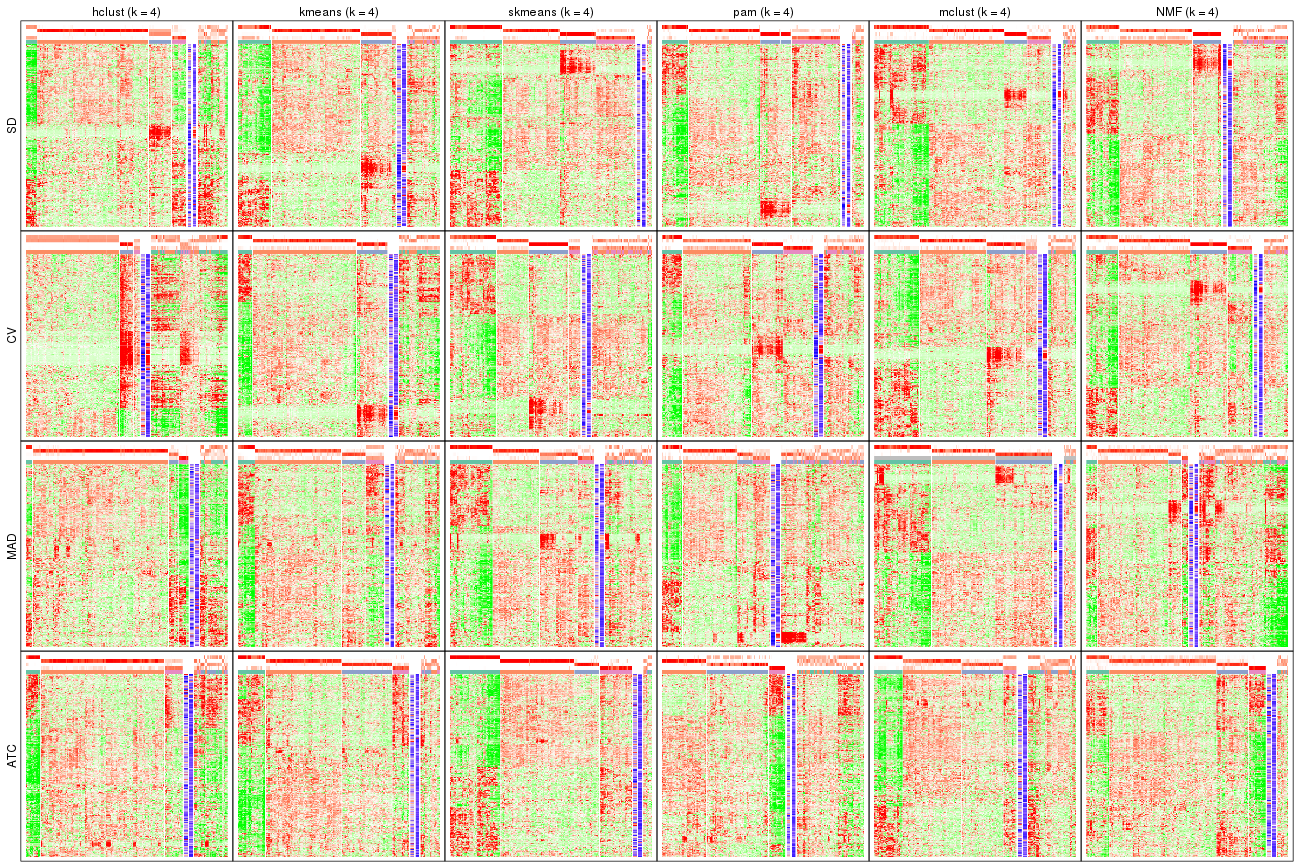 hclust (k = 4) kmeans (k = 4) skmeans (k = 4) pam (k = 4) mclust (k = 4) NMF (k = 4)
SD
CV
MAD
ATC